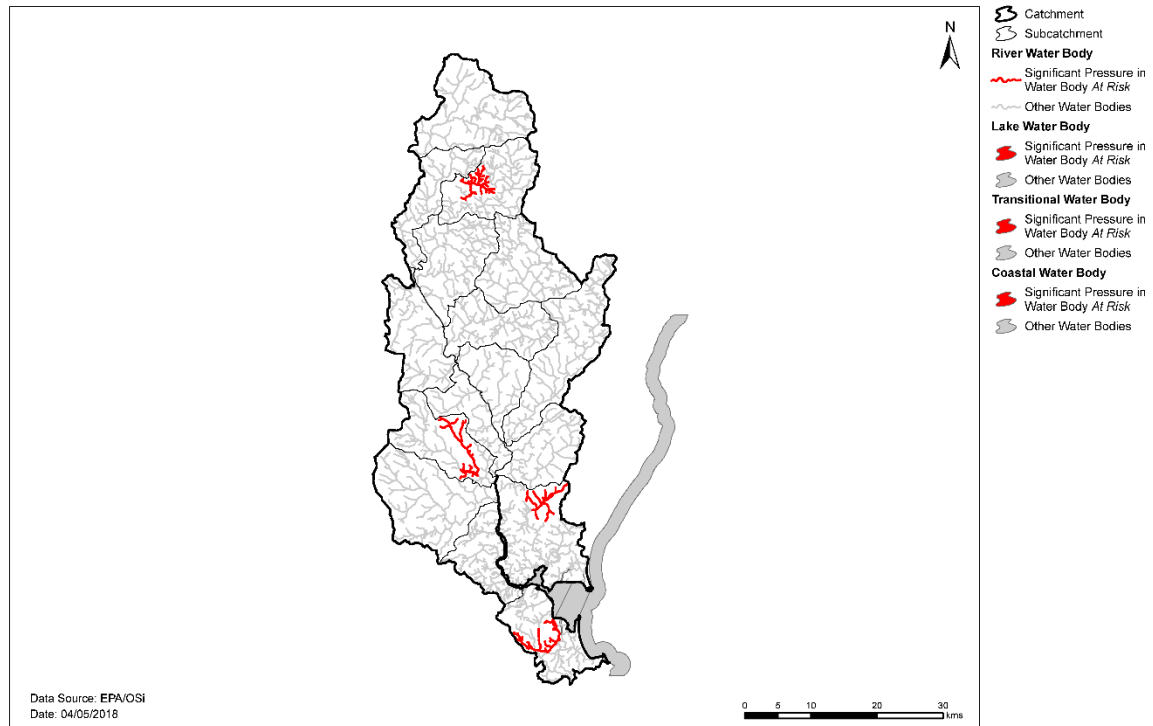 N
Catchment
Subcatchment
River Water Body
Significant Pressure in
Water Body At Risk
Other Water Bodies
Lake Water Body
Significant Pressure in
Water Body At Risk
Other Water Bodies
Transitional Water Body
Significant Pressure in
Water Body At Risk
Other Water Bodies
Coastal Water Body
Significant Pressure in
Water Body At Risk
Other Water Bodies
Data Source: EPA/OSi
Date: 04/05/2018
0 5 10 20 30
kms